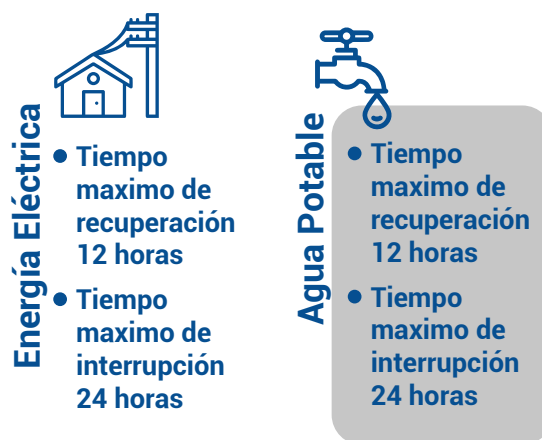 Energía Eléctrica
• Tiempo
maximo de
recuperación
12 horas
• Tiempo
maximo de
interrupción
24 horas
Agua Potable
• Tiempo
maximo de
recuperación
12 horas
• Tiempo
maximo de
interrupción
24 horas